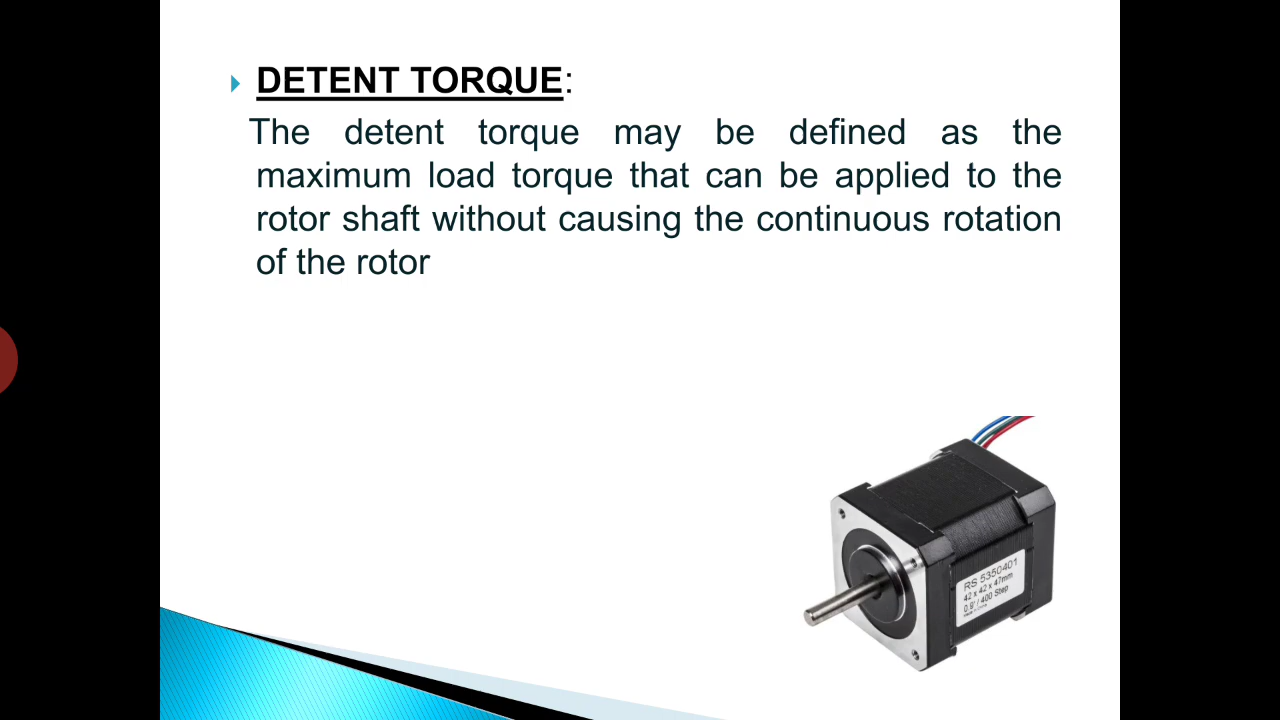 DETENT TORQUE:
The detent torque may be defined as the
maximum load torque that can be applied to the
rotor shaft without causing the continuous rotation
of the rotor
RS 5350401
42 x 42 x 47mm
0.9° / 400 Step